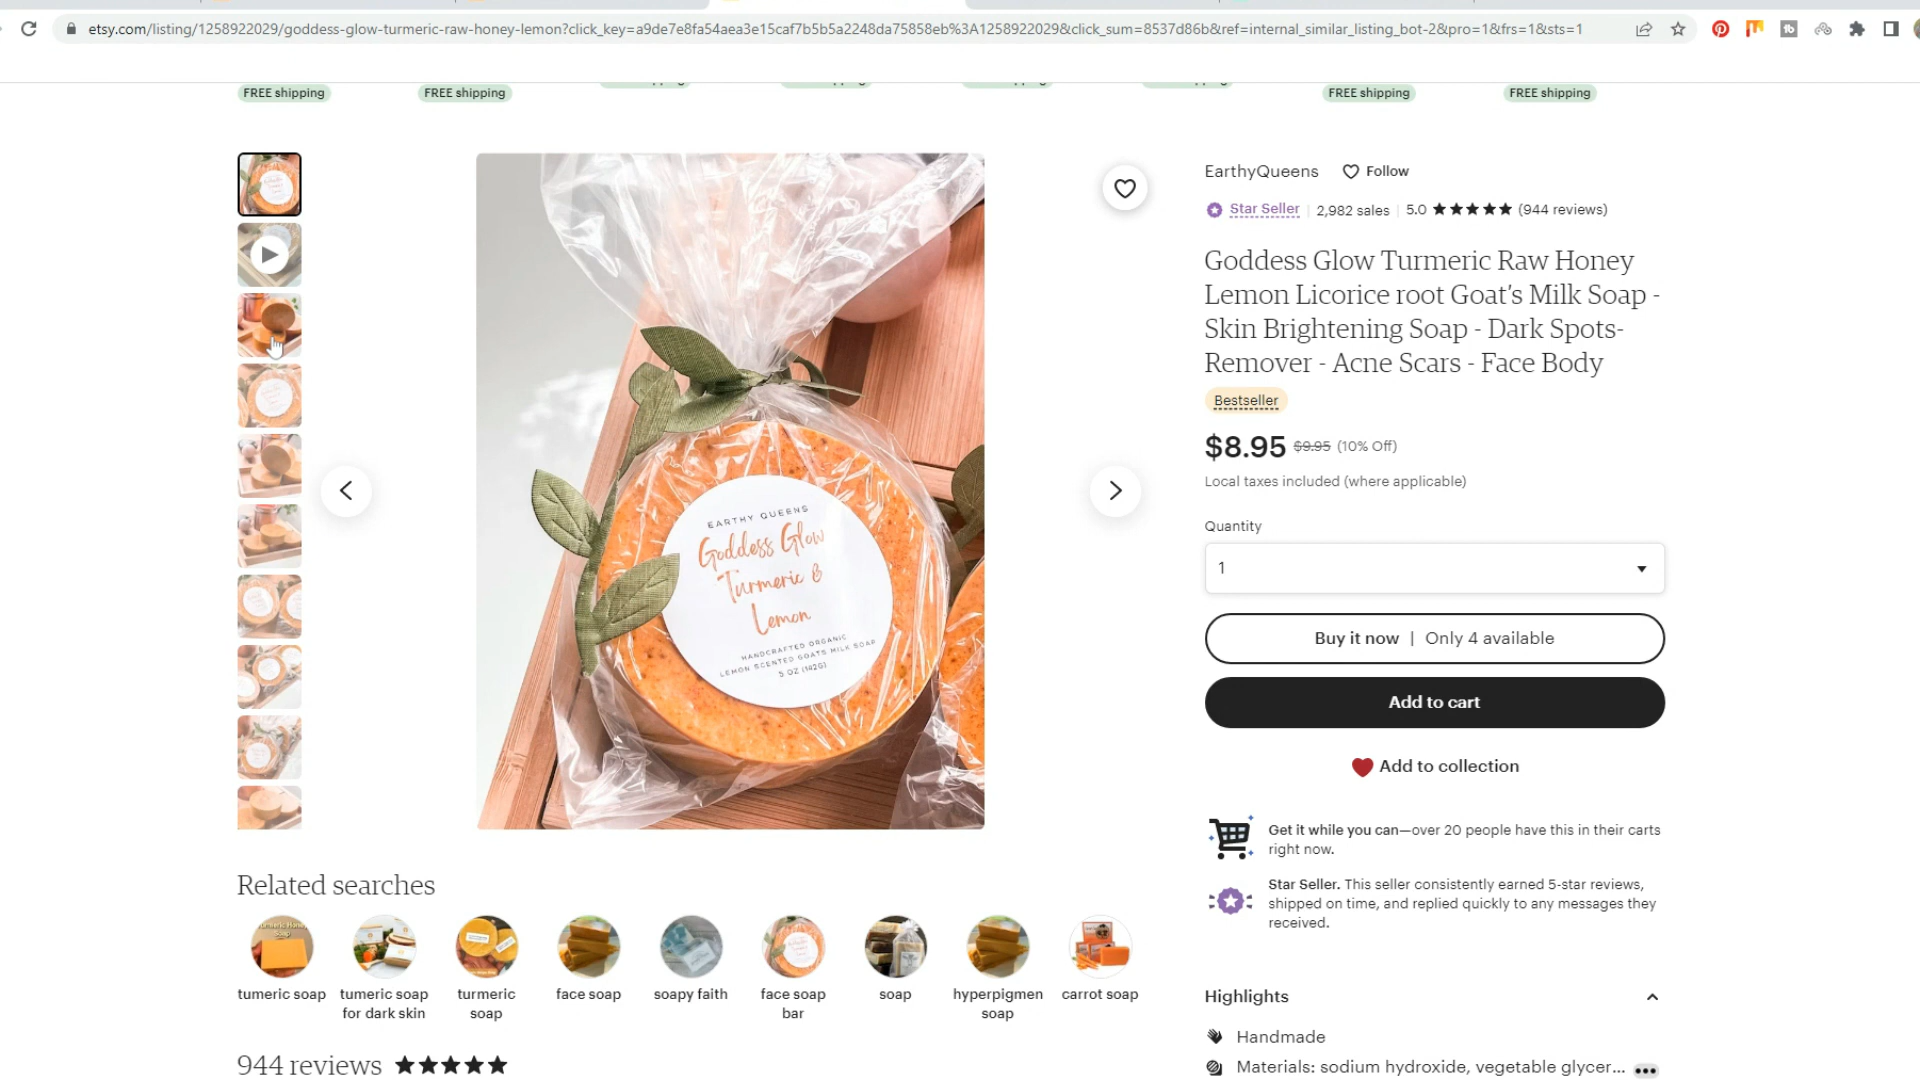 etsy.com/listing/1258922029/goddess-glow-turmeric-raw-honey-lemon?click_key=a9de7e8fa54aea3e15caf7b5b5a2248da75858eb%3A1258922029&click_sum=8537d86b&ref=internal_similar_listing_bot-2&pro=1&frs=1&sts=1
FREE shipping FREE shipping FREE shipping FREE shipping
EarthyQueens Follow
Star Seller 2,982 sales 5.0 ★★★★★ (944 reviews)
Goddess Glow Turmeric Raw Honey
Lemon Licorice root Goat's Milk Soap -
Skin Brightening Soap - Dark Spots-
Remover - Acne Scars - Face Body
Bestseller
$8.95 $9.95 (10% Off)
Local taxes included (where applicable)
Quantity
1
Buy it now | Only 4 available
Add to cart
Add to collection
Get it while you can—over 20 people have this in their carts
right now.
Star Seller. This seller consistently earned 5-star reviews,
shipped on time, and replied quickly to any messages they
received.
Highlights
Handmade
Materials: sodium hydroxide, vegetable glycer...
EARTHY QUEENS
Goddess Glow
Turmeric &
Lemon
HANDCRAFTED ORGANIC
LEMON SCENTED GOATS MILK SOAP
5 OZ (142G)
Related searches
tumeric soap
tumeric soap
for dark skin
turmeric
soap
face soap
soapy faith
face soap
bar
soap
hyperpigmen
soap
carrot soap
944 reviews ★★★★★